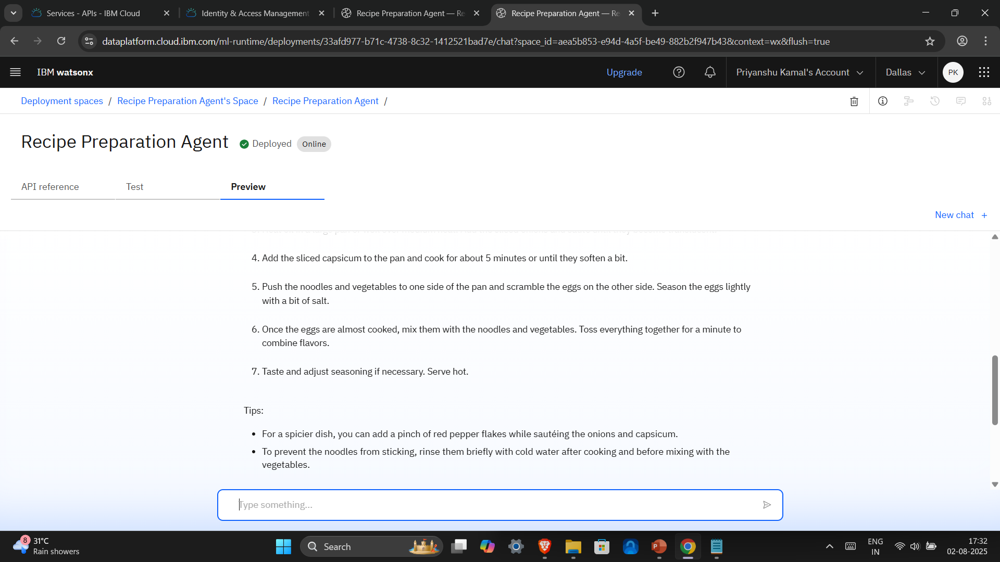 Services - APIs - IBM Cloud
Identity & Access Management
Recipe Preparation Agent — Re
Recipe Preparation Agent — Re
dataplatform.cloud.ibm.com/ml-runtime/deployments/33afd977-b71c-4738-8c32-1412521bad7e/chat?space_id=aea5b853-e94d-4a5f-be49-882b2f947b43&context=wx&flush=true
IBM watsonx
Upgrade
Priyanshu Kamal's Account
Dallas
PK
Deployment spaces / Recipe Preparation Agent's Space / Recipe Preparation Agent /
Recipe Preparation Agent
Deployed
Online
API reference
Test
Preview
New chat +
4. Add the sliced capsicum to the pan and cook for about 5 minutes or until they soften a bit.
5. Push the noodles and vegetables to one side of the pan and scramble the eggs on the other side. Season the eggs lightly
with a bit of salt.
6. Once the eggs are almost cooked, mix them with the noodles and vegetables. Toss everything together for a minute to
combine flavors.
7. Taste and adjust seasoning if necessary. Serve hot.
Tips:
• For a spicier dish, you can add a pinch of red pepper flakes while sautéing the onions and capsicum.
• To prevent the noodles from sticking, rinse them briefly with cold water after cooking and before mixing with the
vegetables.
Type something...
8
31°C
Rain showers
Search
ENG
IN
17:32
02-08-2025